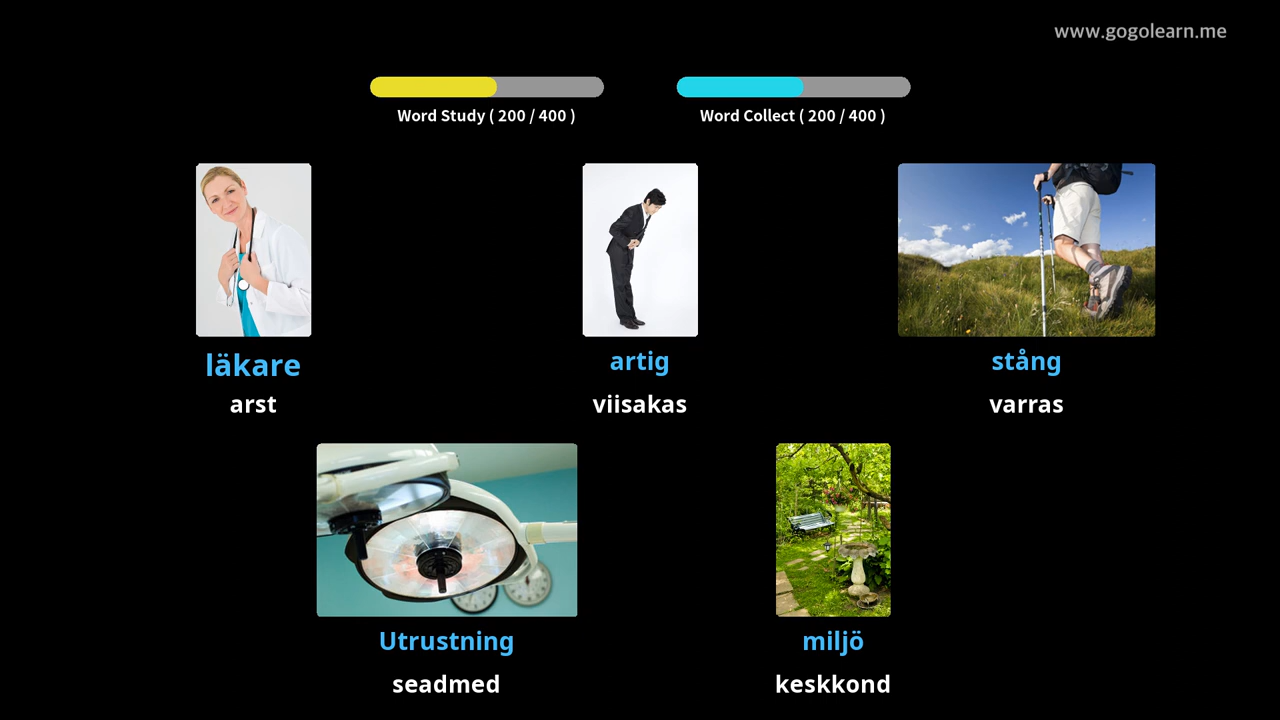 www.gogolearn.me
Word Study ( 200 / 400 )
Word Collect ( 200 / 400 )
läkare
arst
artig
viisakas
stång
varras
Utrustning
seadmed
miljö
keskkond